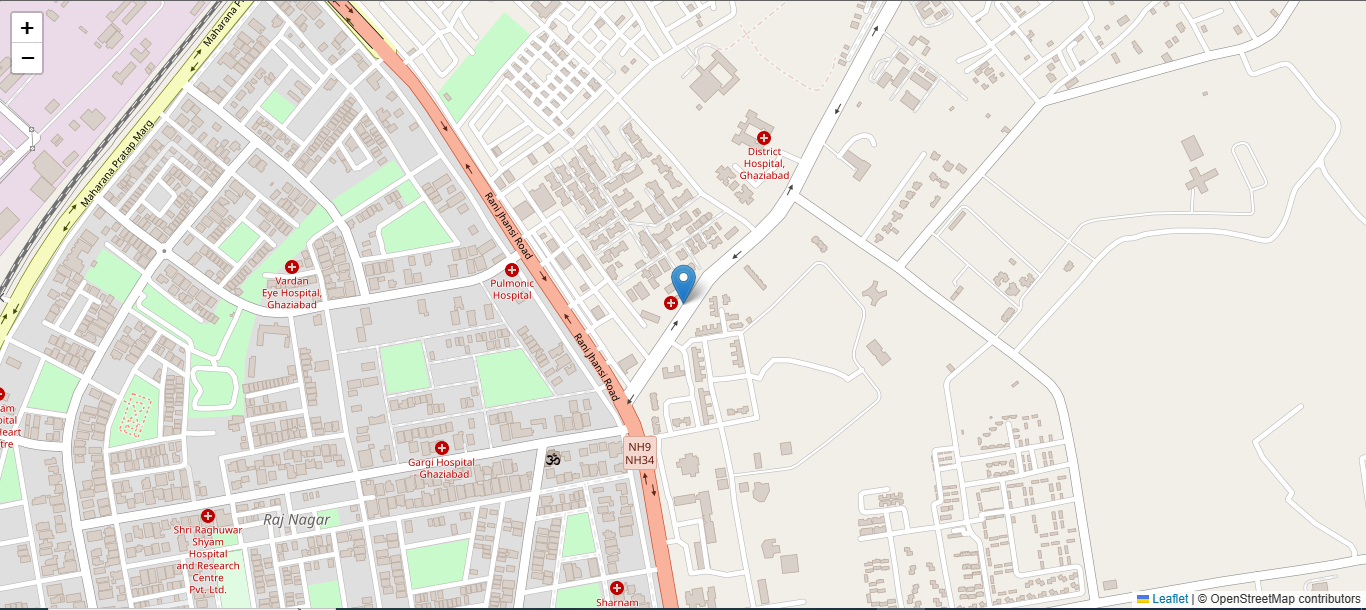 +
−
Maharana P
Maharana Pratap Marg
Rani Jhansi Road
District
Hospital,
Ghaziabad
Vardan
Eye Hospital,
Ghaziabad
Pulmonic
Hospital
Rani Jhansi Road
am
pital
Heart
tre
NH9
NH34
ॐ
Gargi Hospital
Ghaziabad
Raj Nagar
Shri Raghuwar
Shyam
Hospital
and Research
Centre
Pvt. Ltd.
Sharnam
Leaflet | © OpenStreetMap contributors